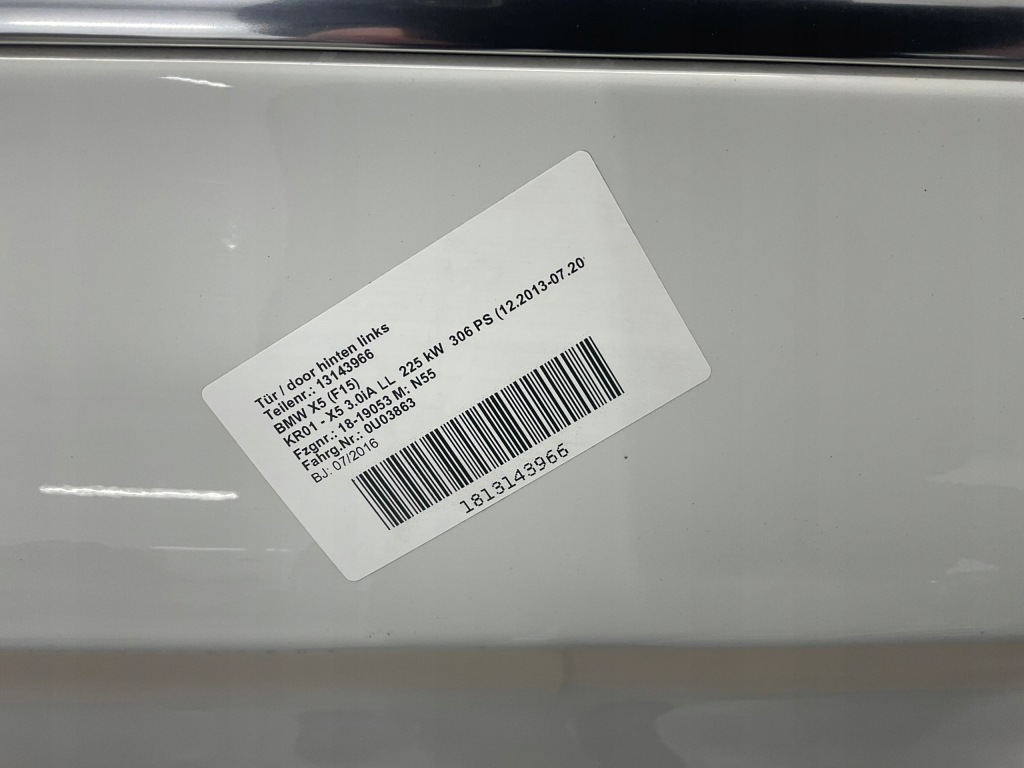 Tür / door hinten links
Teilenr.: 13143966
BMW X5 (F15)
KR01 - X5 3.0iA LL 225 kW 306 PS (12.2013-07.20
Fzgnr.: 18-19053 M: N55
Fahrg.Nr.: 0U03863
BJ: 07/2016
1813143966